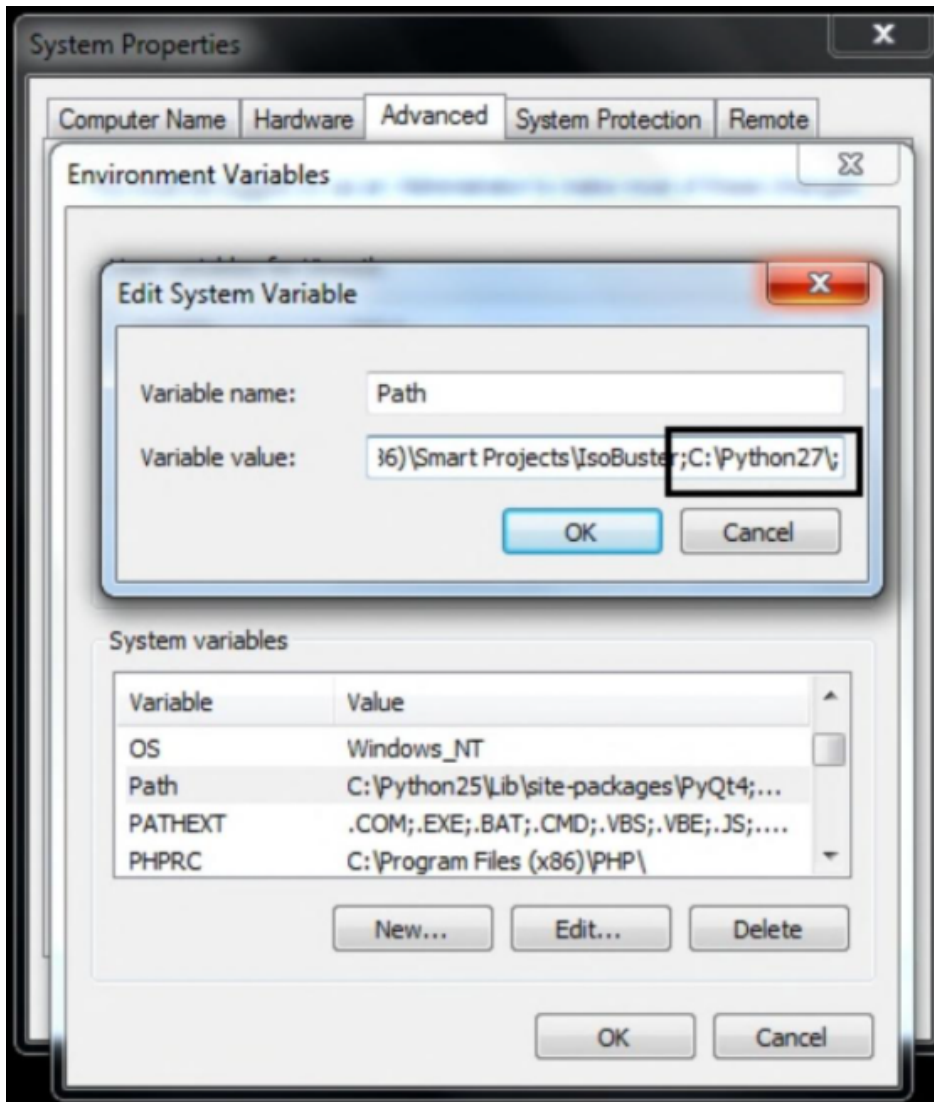 System Properties
Computer Name Hardware Advanced System Protection Remote
Environment Variables
Edit System Variable
Variable name: Path
Variable value: 36)\Smart Projects\IsoBuster;C:\Python27\;
OK Cancel
System variables
Variable Value
OS Windows_NT
Path C:\Python25\Lib\site-packages\PyQt4;...
PATHEXT .COM;.EXE;.BAT;.CMD;.VBS;.VBE;.JS;....
PHPRC C:\Program Files (x86)\PHP\
New... Edit... Delete
OK Cancel